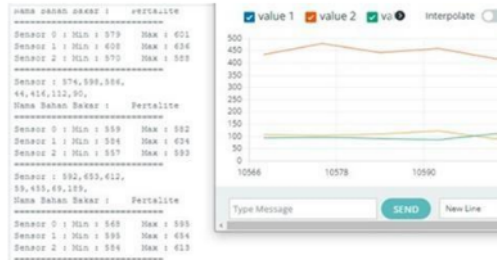 Nama Bahan Bakar : Pertalite
==========================
Sensor 0 : Min : 579 Max : 601
Sensor 1 : Min : 608 Max : 636
Sensor 2 : Min : 570 Max : 585
==========================
Sensor : 574,598,586,
44,416,112,90,
Nama Bahan Bakar : Pertalite
==========================
Sensor 0 : Min : 559 Max : 582
Sensor 1 : Min : 584 Max : 604
Sensor 2 : Min : 557 Max : 593
==========================
Sensor : 592,653,612,
59,455,69,189,
Nama Bahan Bakar : Pertalite
==========================
Sensor 0 : Min : 563 Max : 595
Sensor 1 : Min : 595 Max : 654
Sensor 2 : Min : 584 Max : 613
==========================
value 1 value 2 va Interpolate
500
450
400
350
300
250
200
150
100
50
0
10566 10578 10590
Type Message SEND New Line